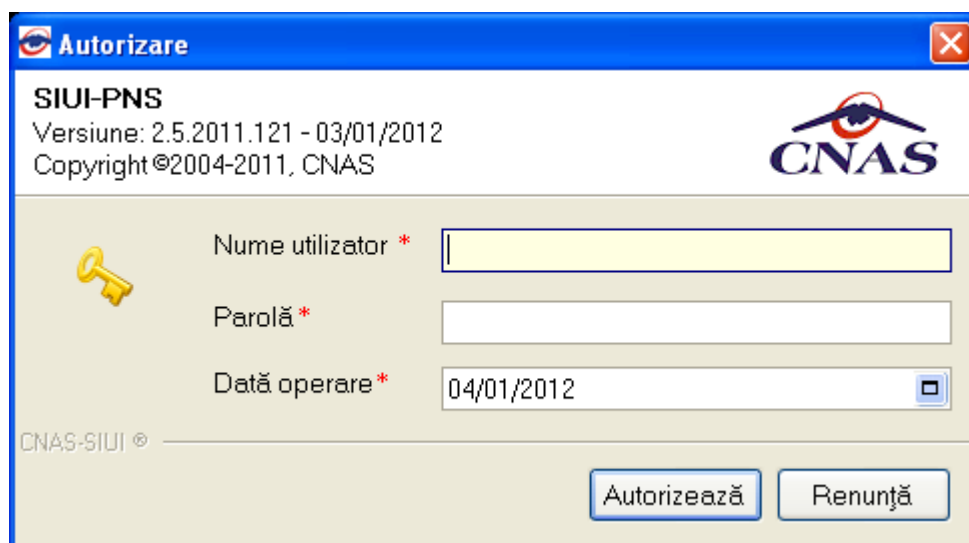 Autorizare
SIUI-PNS
Versiune: 2.5.2011.121 - 03/01/2012
Copyright ©2004-2011, CNAS
CNAS
Nume utilizator *
Parolă *
Dată operare *
04/01/2012
CNAS-SIUI ®
Autorizează
Renunţă